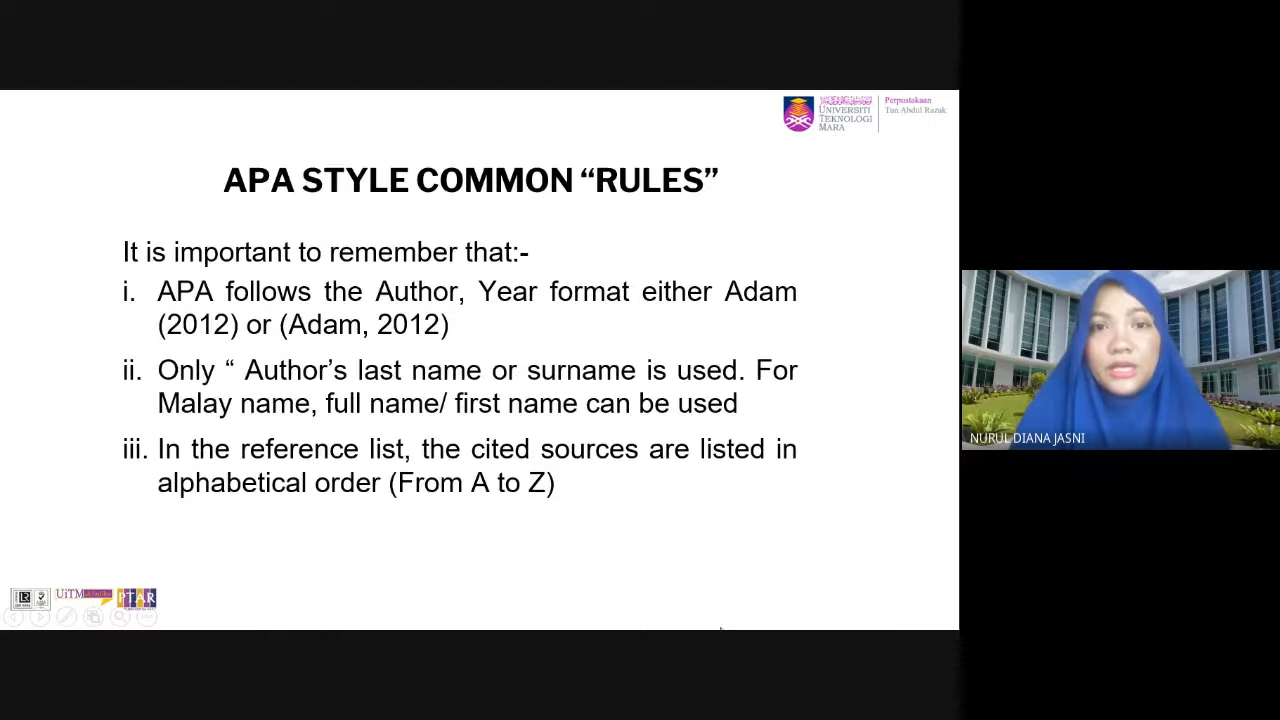 UNIVERSITI
TEKNOLOGI
MARA
Perpustakaan
Tun Abdul Razak
APA STYLE COMMON “RULES”
It is important to remember that:-
i. APA follows the Author, Year format either Adam
(2012) or (Adam, 2012)
ii. Only “ Author’s last name or surname is used. For
Malay name, full name/ first name can be used
iii. In the reference list, the cited sources are listed in
alphabetical order (From A to Z)
NURUL DIANA JASNI
UiTM
PTAR